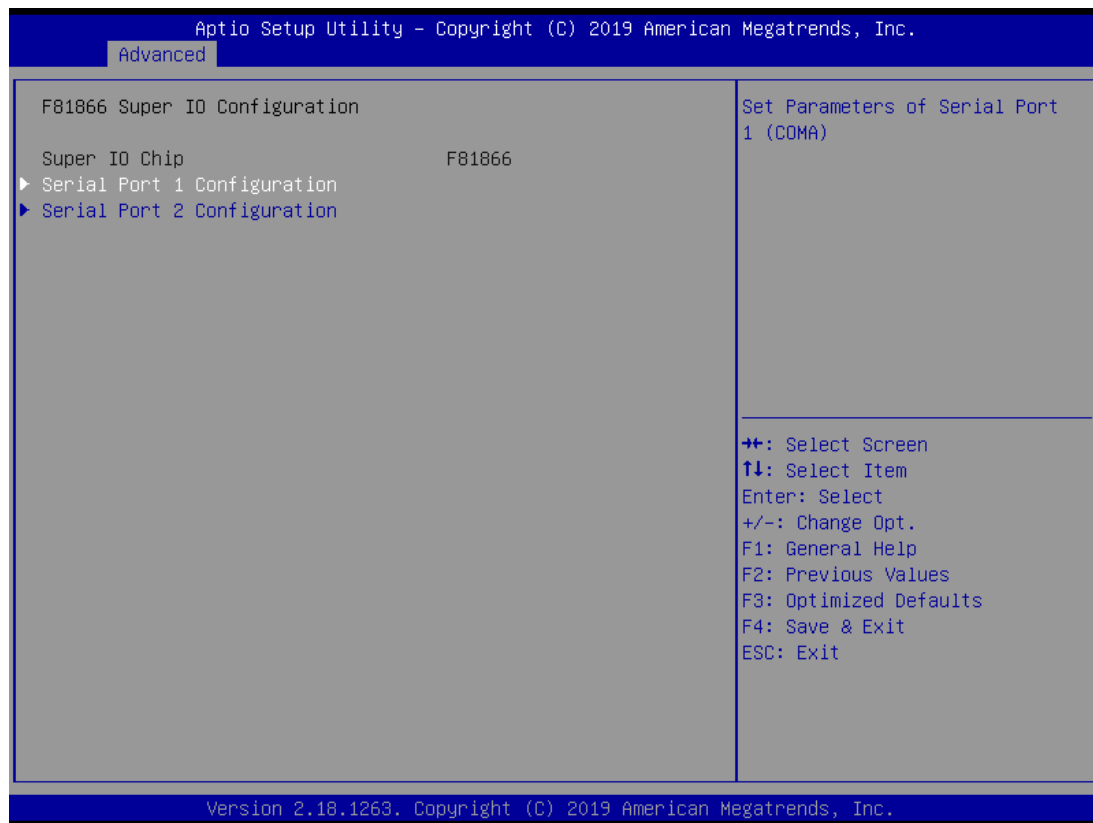 Aptio Setup Utility – Copyright (C) 2019 American Megatrends, Inc.
Advanced
F81866 Super IO Configuration
Super IO Chip F81866
▶ Serial Port 1 Configuration
▶ Serial Port 2 Configuration
Set Parameters of Serial Port
1 (COMA)
→←: Select Screen
↑↓: Select Item
Enter: Select
+/-: Change Opt.
F1: General Help
F2: Previous Values
F3: Optimized Defaults
F4: Save & Exit
ESC: Exit
Version 2.18.1263. Copyright (C) 2019 American Megatrends, Inc.